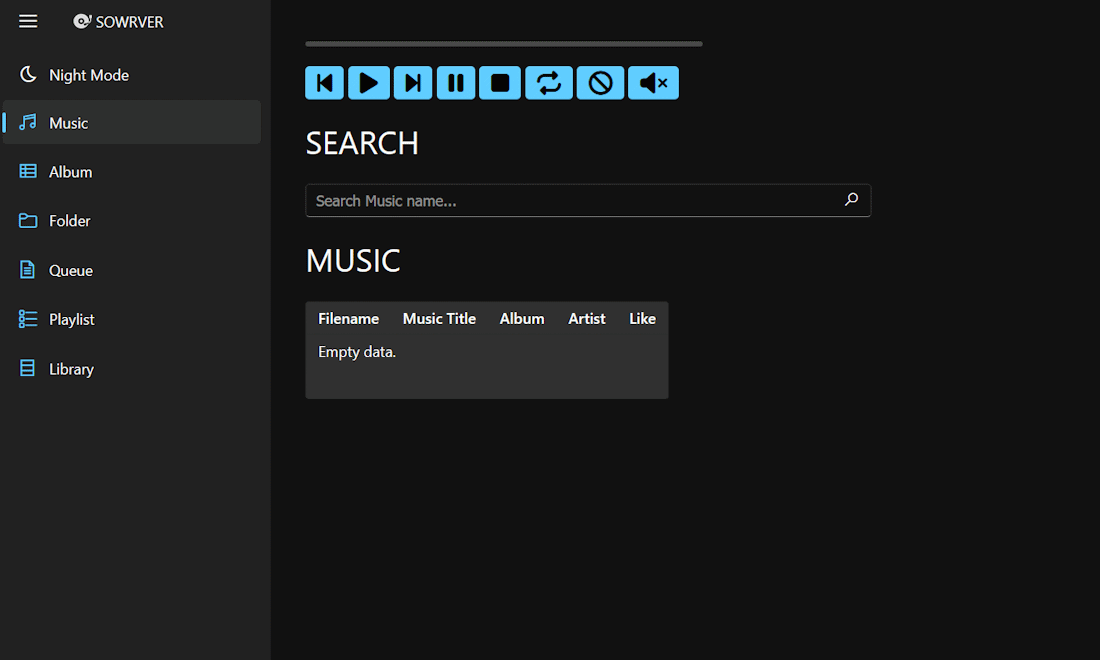 SOWRVER
Night Mode
Music
Album
Folder
Queue
Playlist
Library
SEARCH
Search Music name...
MUSIC
Filename Music Title Album Artist Like
Empty data.